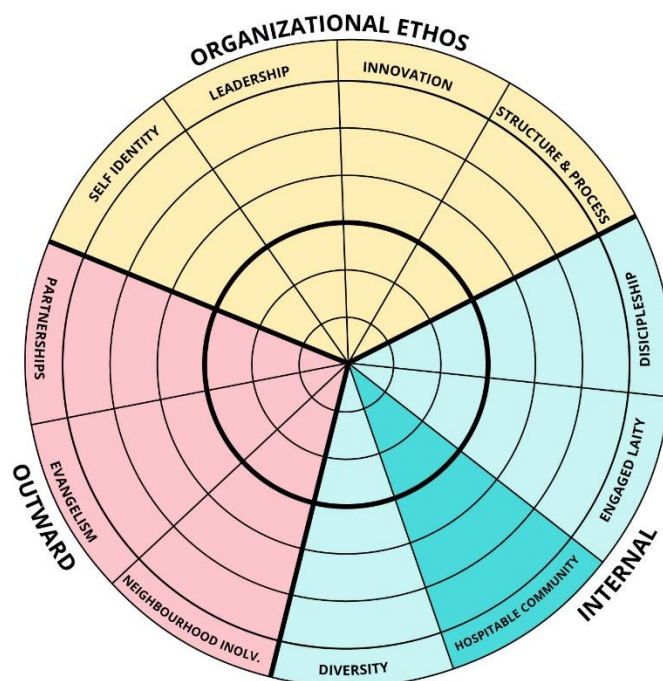 ORGANIZATIONAL ETHOS
SELF IDENTITY
LEADERSHIP
INNOVATION
STRUCTURE & PROCESS
DISICIPLESHIP
ENGAGED LAITY
INTERNAL
HOSPITABLE COMMUNITY
DIVERSITY
NEIGHBOURHOOD INOLV.
OUTWARD
EVANGELISM
PARTNERSHIPS